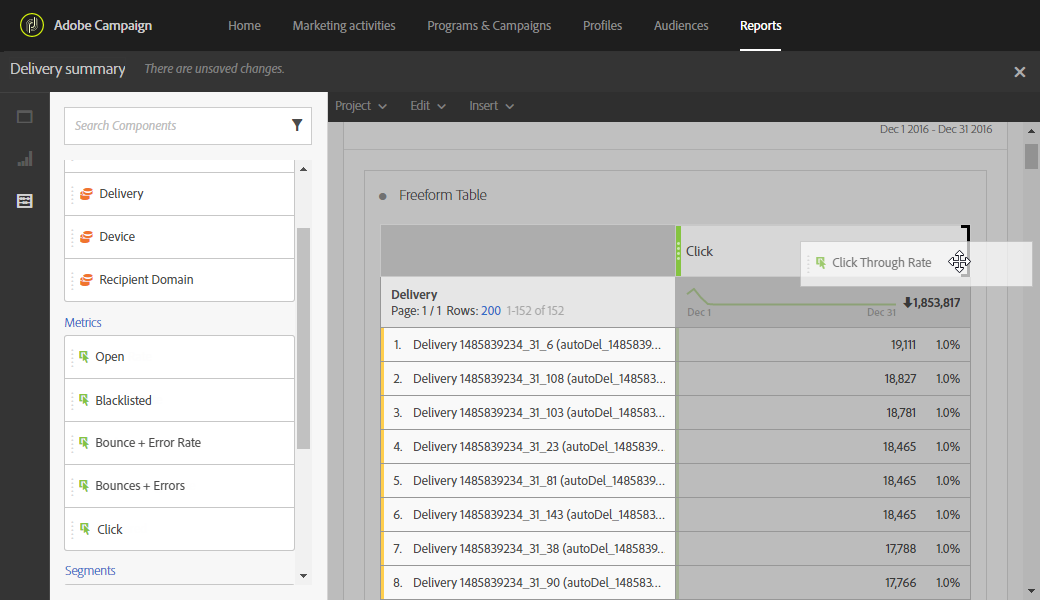 Adobe Campaign Home Marketing activities Programs & Campaigns Profiles Audiences Reports
Delivery summary There are unsaved changes.
Search Components
Delivery
Device
Recipient Domain
Metrics
Open
Blacklisted
Bounce + Error Rate
Bounces + Errors
Click
Segments
Project Edit Insert
Dec 1 2016 - Dec 31 2016
Freeform Table
Click
Click Through Rate
Delivery
Page: 1 / 1 Rows: 200 1-152 of 152
Dec 1 Dec 31 1,853,817
1. Delivery 1485839234_31_6 (autoDel_1485839... 19,111 1.0%
2. Delivery 1485839234_31_108 (autoDel_148583... 18,827 1.0%
3. Delivery 1485839234_31_103 (autoDel_148583... 18,781 1.0%
4. Delivery 1485839234_31_23 (autoDel_1485839... 18,465 1.0%
5. Delivery 1485839234_31_81 (autoDel_1485839... 18,465 1.0%
6. Delivery 1485839234_31_143 (autoDel_148583... 18,465 1.0%
7. Delivery 1485839234_31_38 (autoDel_1485839... 17,788 1.0%
8. Delivery 1485839234_31_90 (autoDel_148583... 17,766 1.0%